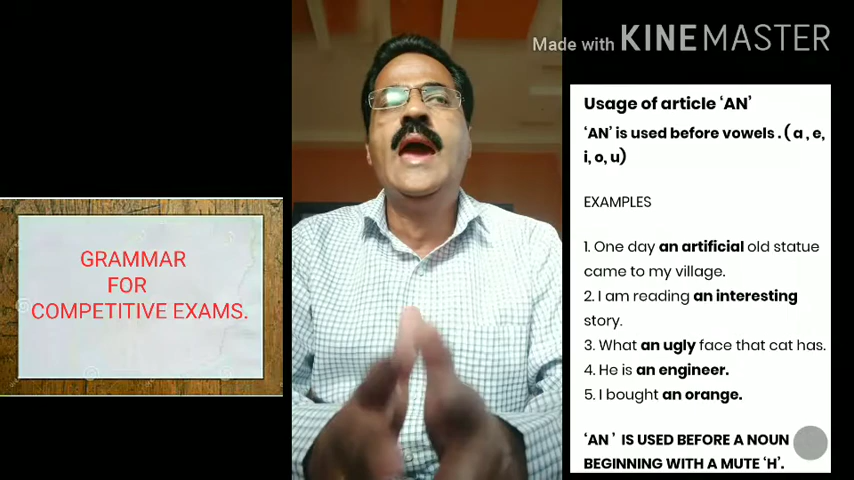 Made with KINEMASTER
GRAMMAR
FOR
COMPETITIVE EXAMS.
Usage of article ‘AN’
‘AN’ is used before vowels . ( a , e,
i, o, u)
EXAMPLES
1. One day an artificial old statue
came to my village.
2. I am reading an interesting
story.
3. What an ugly face that cat has.
4. He is an engineer.
5. I bought an orange.
‘AN ’ IS USED BEFORE A NOUN
BEGINNING WITH A MUTE ‘H’.